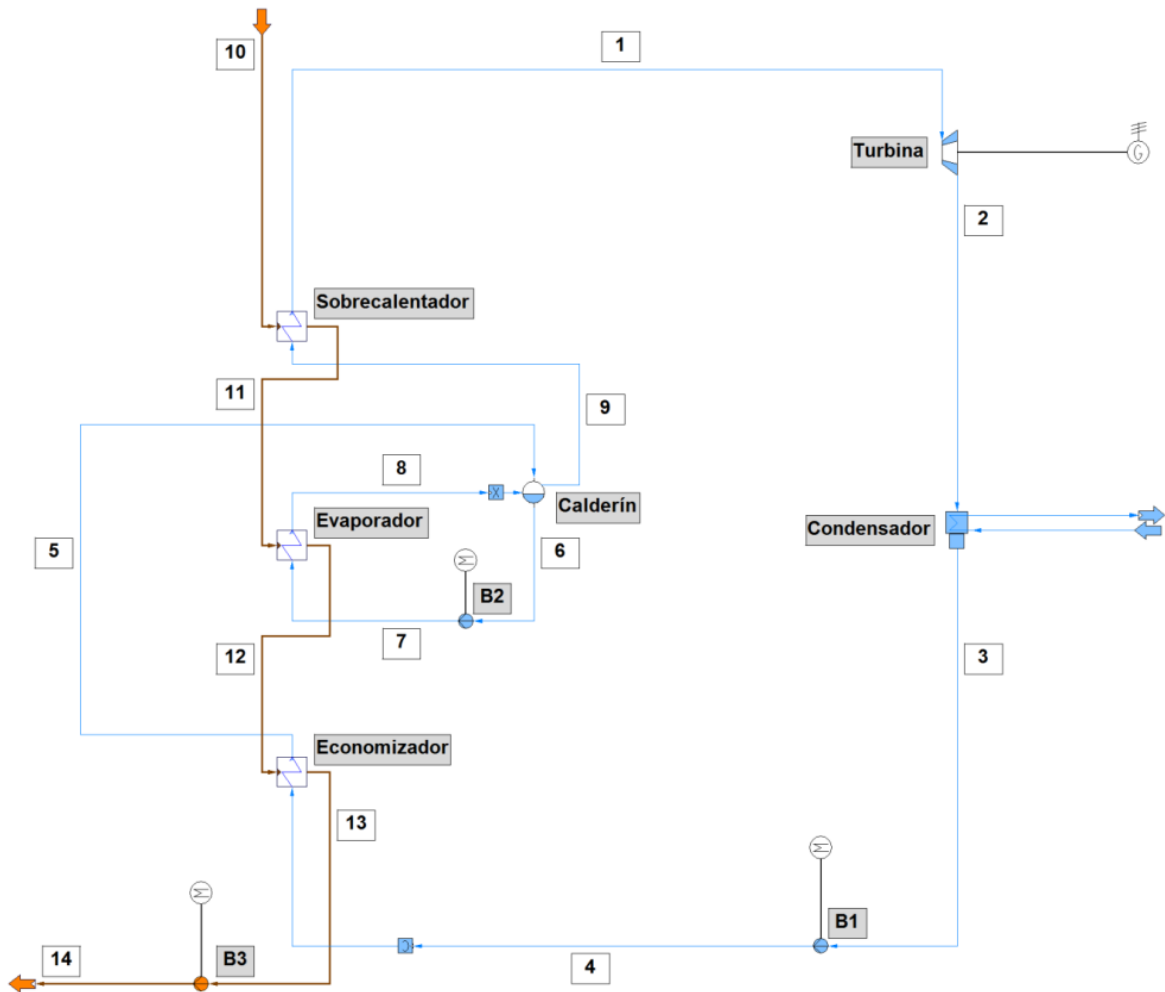 10
1
Turbina
G
2
Sobrecalentador
11
9
8
X
Calderín
Evaporador
Condensador
5
M
6
B2
7
12
3
Economizador
13
M
M
B1
14
B3
4